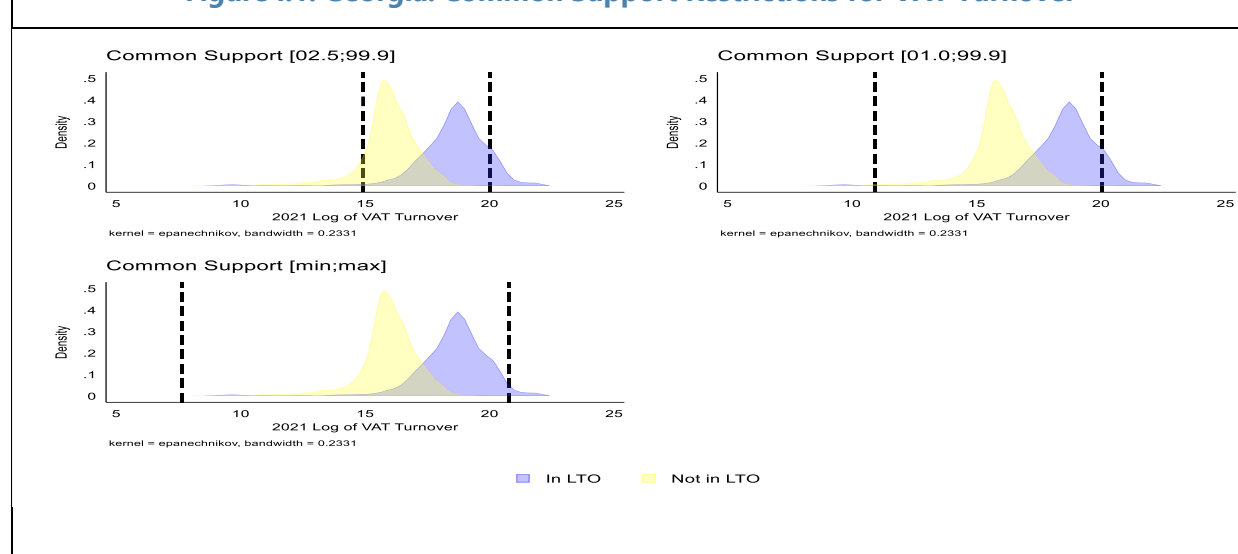 Common Support [02.5;99.9]
.5
.4
.3
.2
.1
0
Density
5 10 15 20 25
2021 Log of VAT Turnover
kernel = epanechnikov, bandwidth = 0.2331
Common Support [01.0;99.9]
.5
.4
.3
.2
.1
0
Density
5 10 15 20 25
2021 Log of VAT Turnover
kernel = epanechnikov, bandwidth = 0.2331
Common Support [min;max]
.5
.4
.3
.2
.1
0
Density
5 10 15 20 25
2021 Log of VAT Turnover
kernel = epanechnikov, bandwidth = 0.2331
In LTO Not in LTO